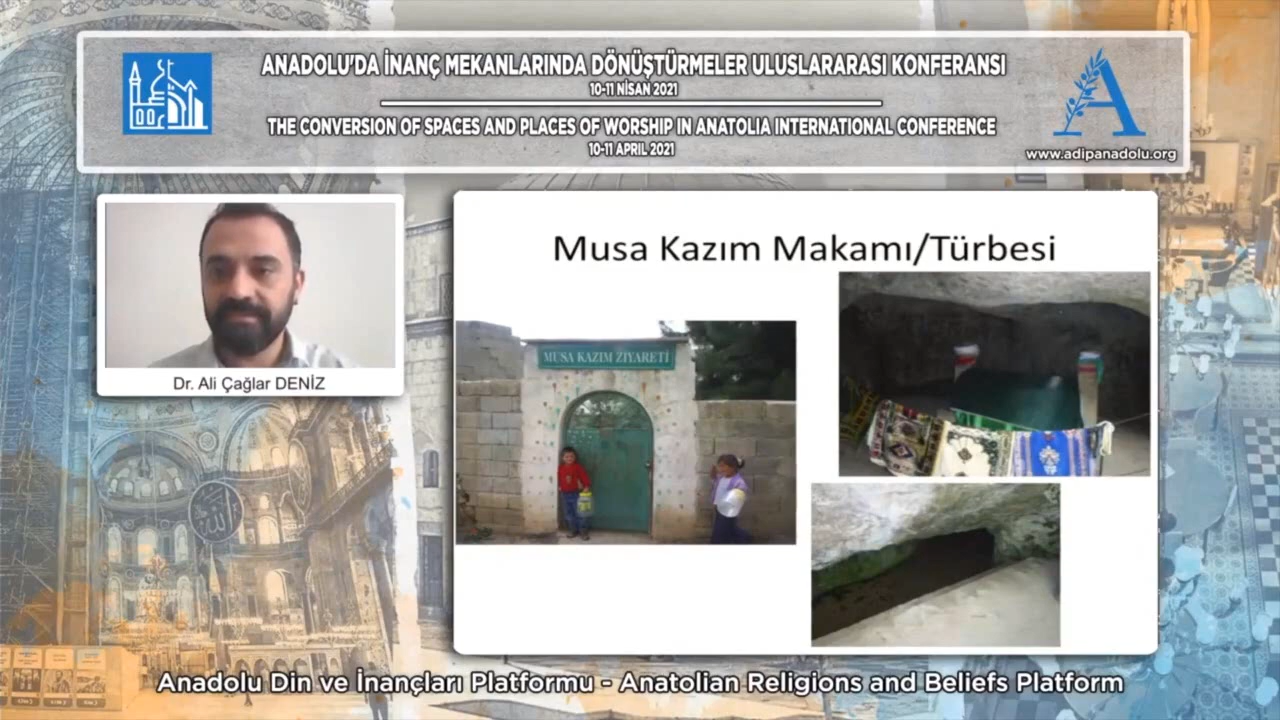 ANADOLU'DA İNANÇ MEKANLARINDA DÖNÜŞTÜRMELER ULUSLARARASI KONFERANSI
10-11 NİSAN 2021
THE CONVERSION OF SPACES AND PLACES OF WORSHIP IN ANATOLIA INTERNATIONAL CONFERENCE
10-11 APRIL 2021
www.adipanadolu.org
Dr. Ali Çağlar DENİZ
Musa Kazım Makamı/Türbesi
MUSA KAZIM ZİYARETİ
Anadolu Din ve İnançları Platformu - Anatolian Religions and Beliefs Platform